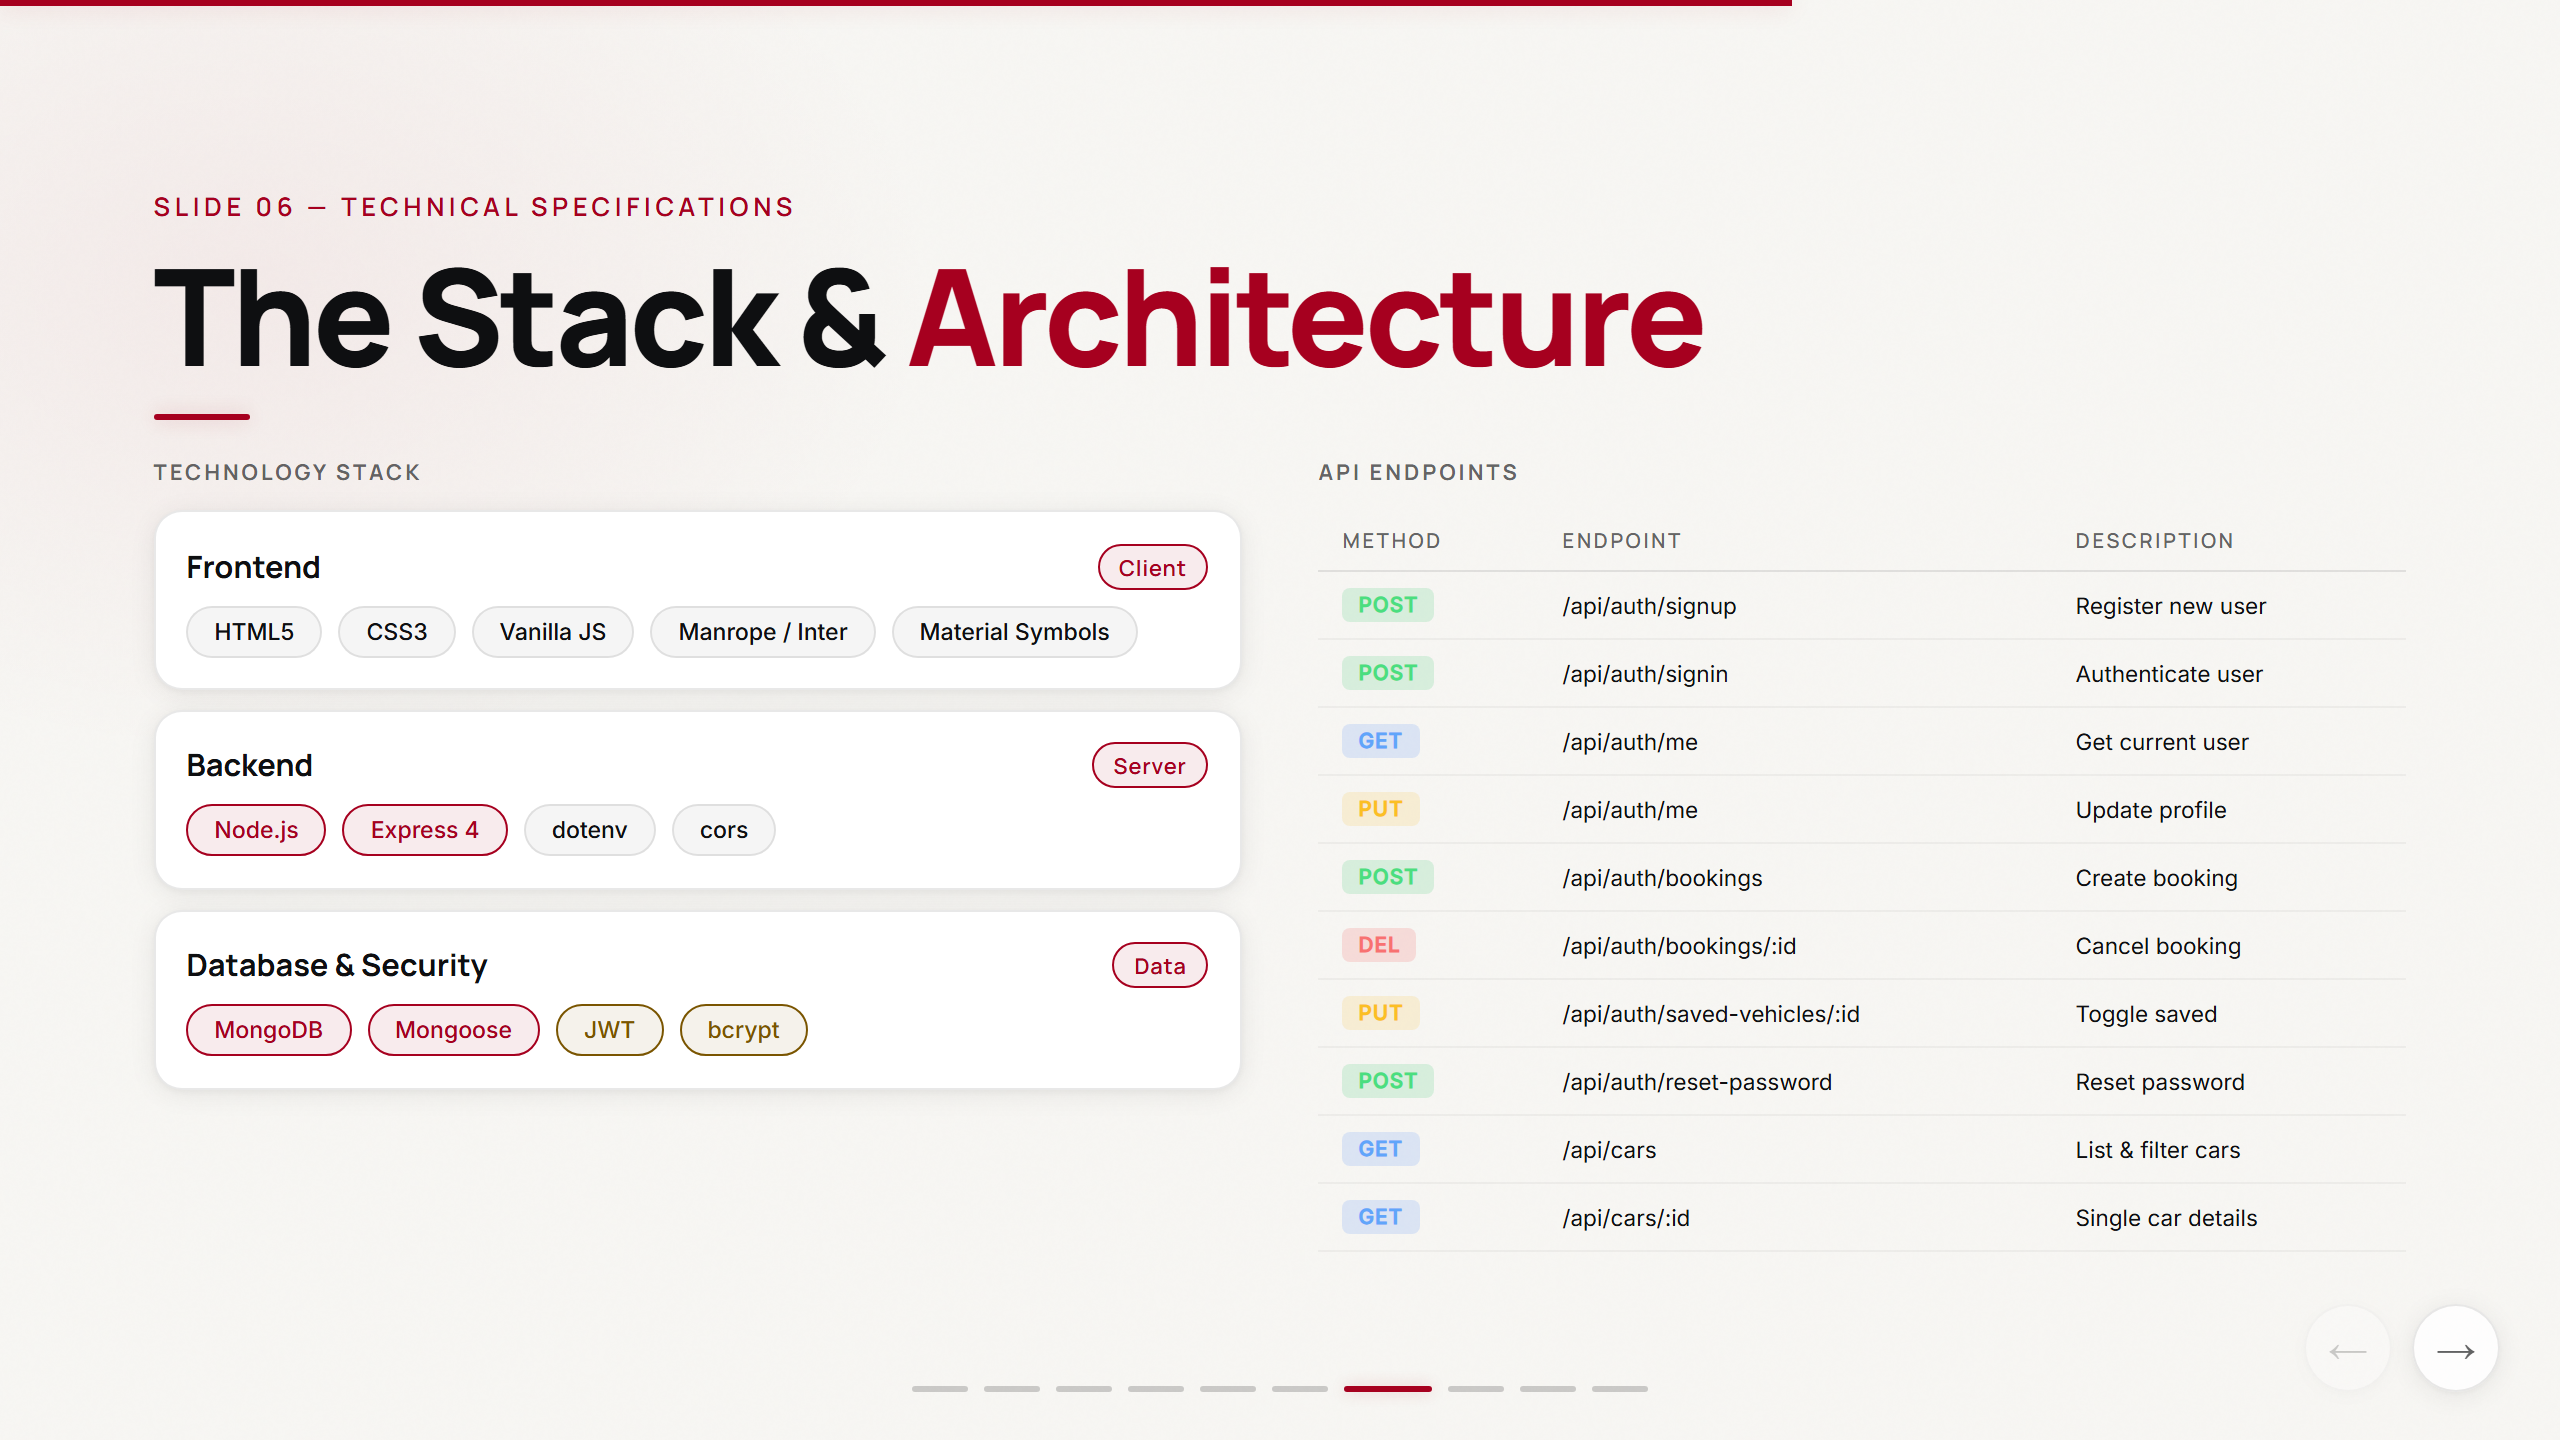 SLIDE 06 — TECHNICAL SPECIFICATIONS
The Stack & Architecture
TECHNOLOGY STACK
Frontend
Client
HTML5 CSS3 Vanilla JS Manrope / Inter Material Symbols
Backend
Server
Node.js Express 4 dotenv cors
Database & Security
Data
MongoDB Mongoose JWT bcrypt
API ENDPOINTS
METHOD ENDPOINT DESCRIPTION
POST /api/auth/signup Register new user
POST /api/auth/signin Authenticate user
GET /api/auth/me Get current user
PUT /api/auth/me Update profile
POST /api/auth/bookings Create booking
DEL /api/auth/bookings/:id Cancel booking
PUT /api/auth/saved-vehicles/:id Toggle saved
POST /api/auth/reset-password Reset password
GET /api/cars List & filter cars
GET /api/cars/:id Single car details
← →